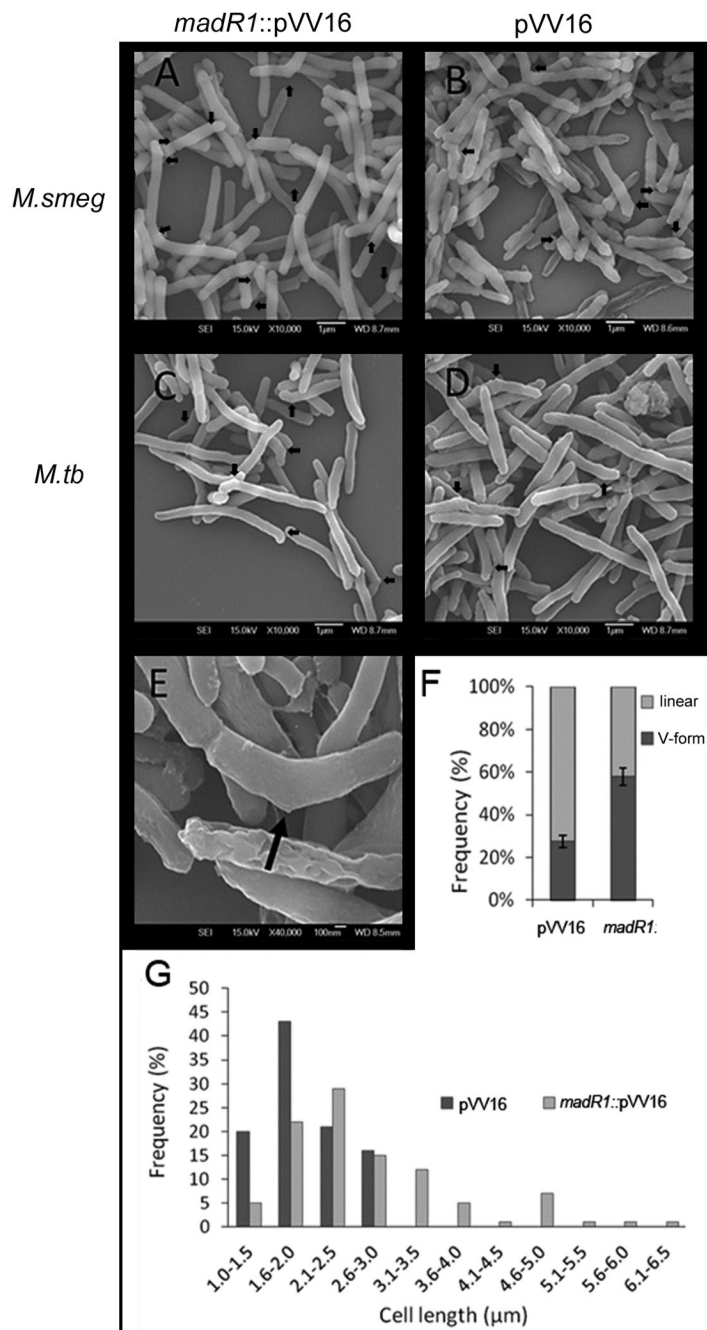 madR1::pVV16 pVV16
M.smeg
A
B
SEI 15.0kV X10,000 1µm WD 8.7mm
SEI 15.0kV X10,000 1µm WD 8.6mm
M.tb
C
D
SEI 15.0kV X10,000 1µm WD 8.7mm
SEI 15.0kV X10,000 1µm WD 8.7mm
E
SEI 15.0kV X40,000 100nm WD 8.5mm
F
Frequency (%)
100%
80%
60%
40%
20%
0%
linear
V-form
pVV16 madR1.
G
Frequency (%)
50
45
40
35
30
25
20
15
10
5
0
pVV16 madR1::pVV16
1.0-1.5 1.6-2.0 2.1-2.5 2.6-3.0 3.1-3.5 3.6-4.0 4.1-4.5 4.6-5.0 5.1-5.5 5.6-6.0 6.1-6.5
Cell length (µm)